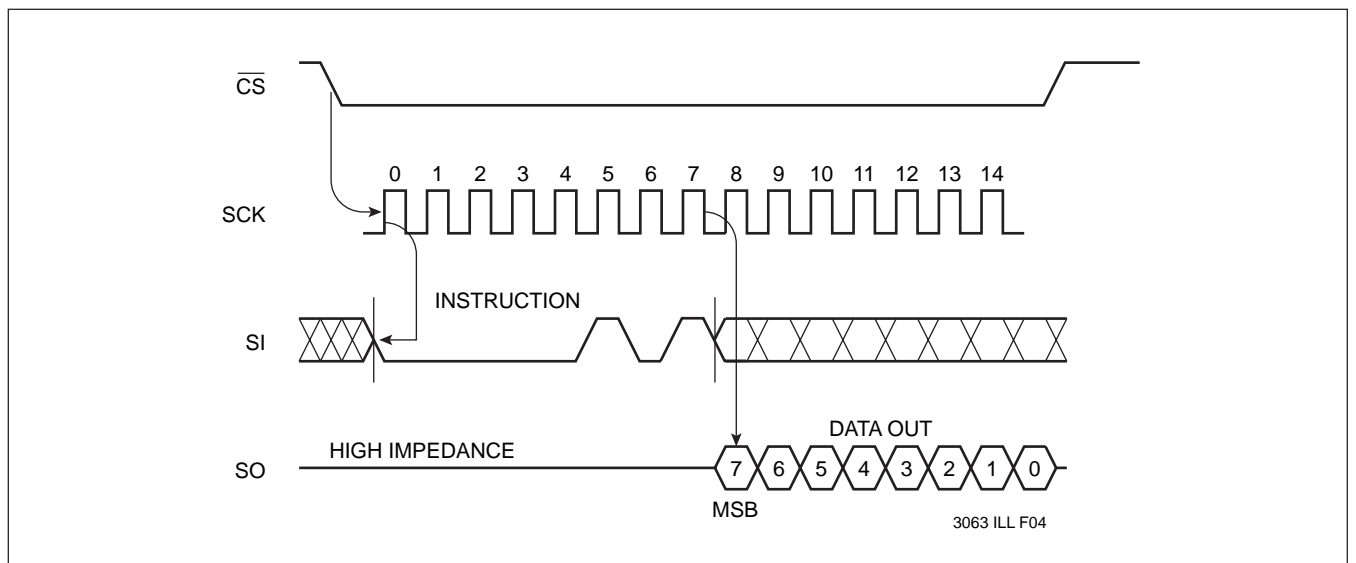 CS
0 1 2 3 4 5 6 7 8 9 10 11 12 13 14
SCK
INSTRUCTION
SI
DATA OUT
HIGH IMPEDANCE
SO
7 6 5 4 3 2 1 0
MSB
3063 ILL F04